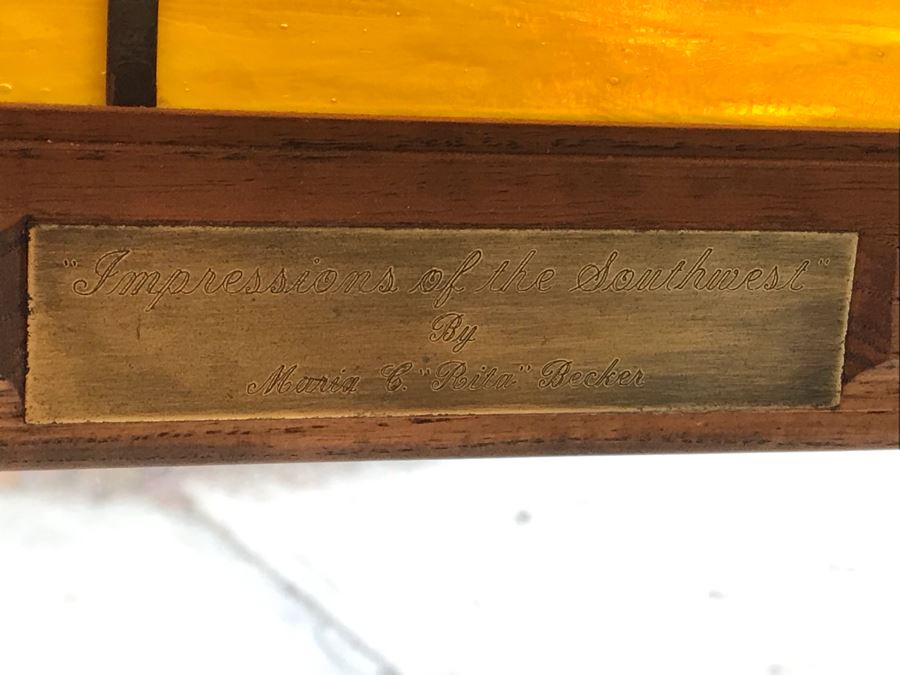 "Impressions of the Southwest"
By
Maria C. "Rita" Becker